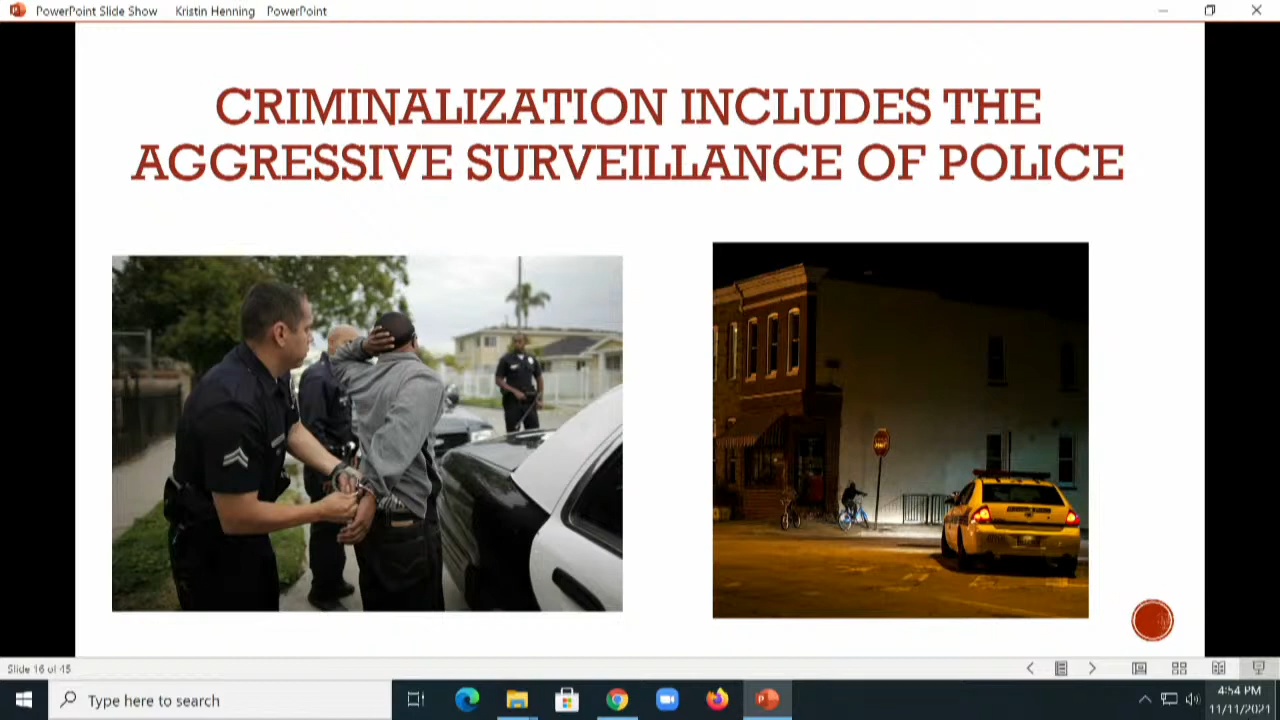 PowerPoint Slide Show Kristin Henning PowerPoint
CRIMINALIZATION INCLUDES THE
AGGRESSIVE SURVEILLANCE OF POLICE
Slide 16 of 45
Type here to search
4:54 PM
11/11/2021